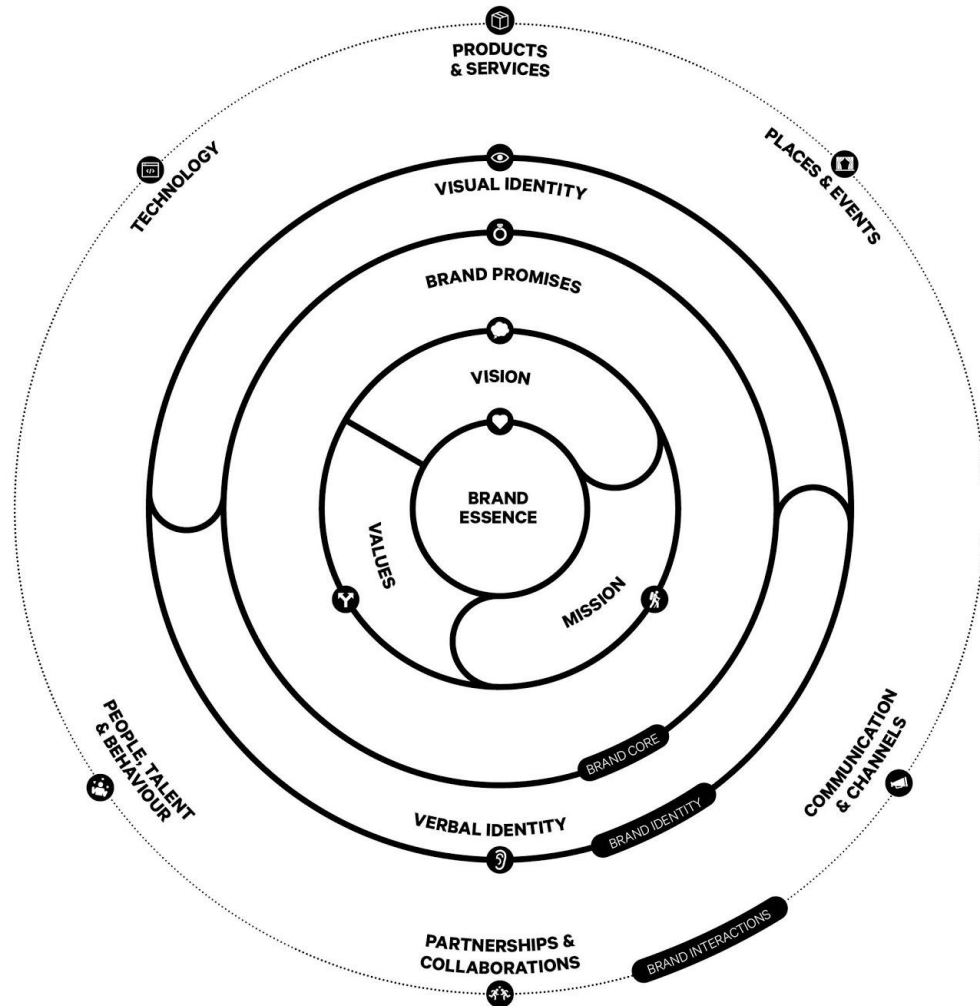 PRODUCTS
& SERVICES
TECHNOLOGY
PLACES & EVENTS
VISUAL IDENTITY
BRAND PROMISES
VISION
BRAND
ESSENCE
VALUES
MISSION
PEOPLE, TALENT
& BEHAVIOUR
COMMUNICATION
& CHANNELS
BRAND CORE
VERBAL IDENTITY
BRAND IDENTITY
PARTNERSHIPS &
COLLABORATIONS
BRAND INTERACTIONS